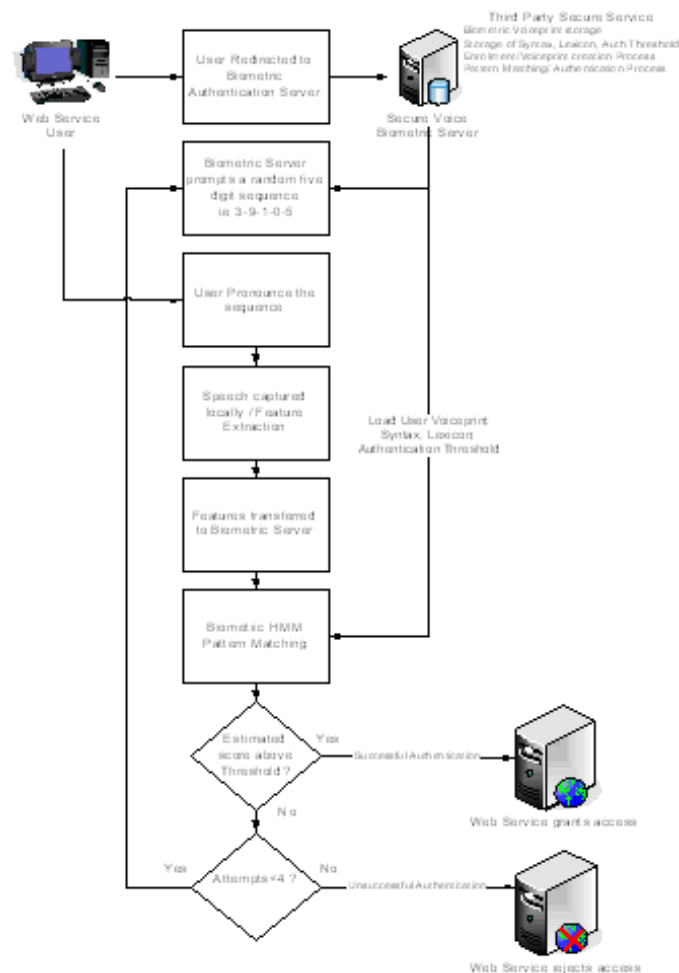 Third Party Secure Service
Biometric Voiceprint storage
Storage of Syntax, Lexicon, Auth Threshold
Enrolment/Voiceprint creation Process
Pattern Matching/ Authentication Process
User Redirected to
Biometric
Authentication Server
Web Service
User
Secure Voice
Biometric Server
Biometric Server
prompts a random five
digit sequence
ie 3-9-1-0-5
User Pronounce the
sequence
Speech captured
locally / Feature
Extraction
Load User Voiceprint
Syntax, Lexicon,
Authentication Threshold
Features transferred
to Biometric Server
Biometric HMM
Pattern Matching
Estimated
score above
Threshold ?
Yes
Successful Authentication
Web Service grants access
No
Yes
Attempts<4 ?
No
Unsuccessful Authentication
Web Service rejects access